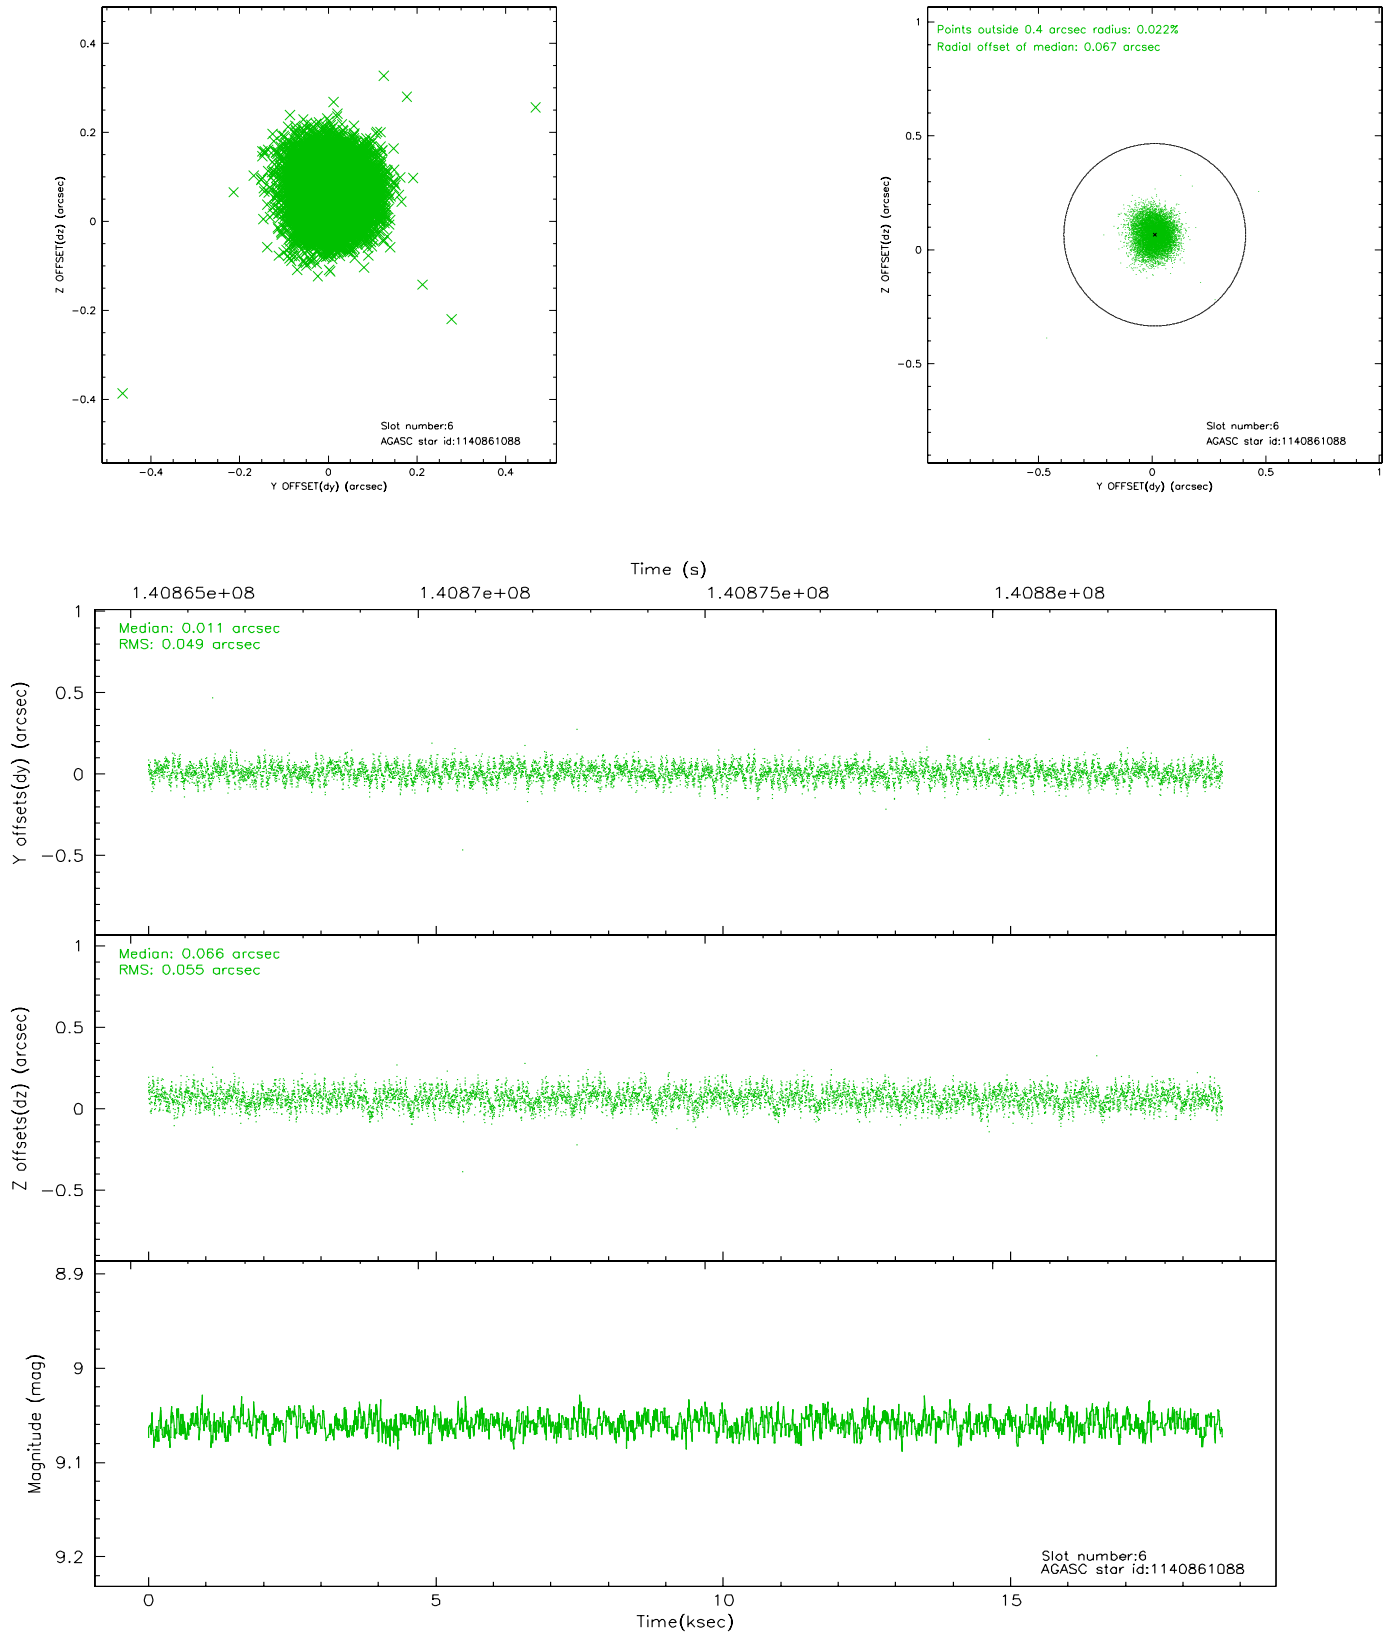 0.4
0.2
0
−0.2
−0.4
Z OFFSET(dz) (arcsec)
Slot number:6
AGASC star id:1140861088
−0.4 −0.2 0 0.2 0.4
Y OFFSET(dy) (arcsec)
Points outside 0.4 arcsec radius: 0.022%
Radial offset of median: 0.067 arcsec
1
0.5
0
−0.5
Z OFFSET(dz) (arcsec)
Slot number:6
AGASC star id:1140861088
−0.5 0 0.5 1
Y OFFSET(dy) (arcsec)
Time (s)
1.40865e+08 1.4087e+08 1.40875e+08 1.4088e+08
Median: 0.011 arcsec
RMS: 0.049 arcsec
1
0.5
0
−0.5
Y offsets(dy) (arcsec)
Median: 0.066 arcsec
RMS: 0.055 arcsec
1
0.5
0
−0.5
Z offsets(dz) (arcsec)
8.9
9
9.1
9.2
Magnitude (mag)
Slot number:6
AGASC star id:1140861088
0 5 10 15
Time(ksec)